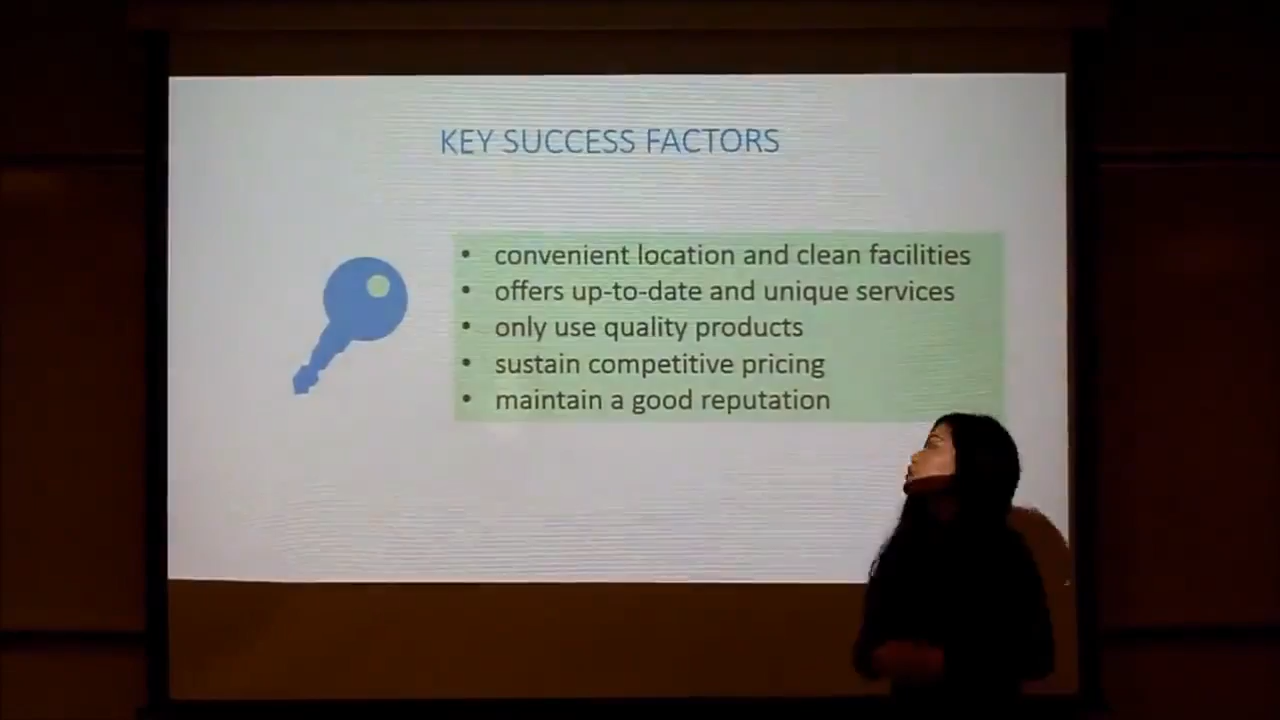 KEY SUCCESS FACTORS
• convenient location and clean facilities
• offers up-to-date and unique services
• only use quality products
• sustain competitive pricing
• maintain a good reputation